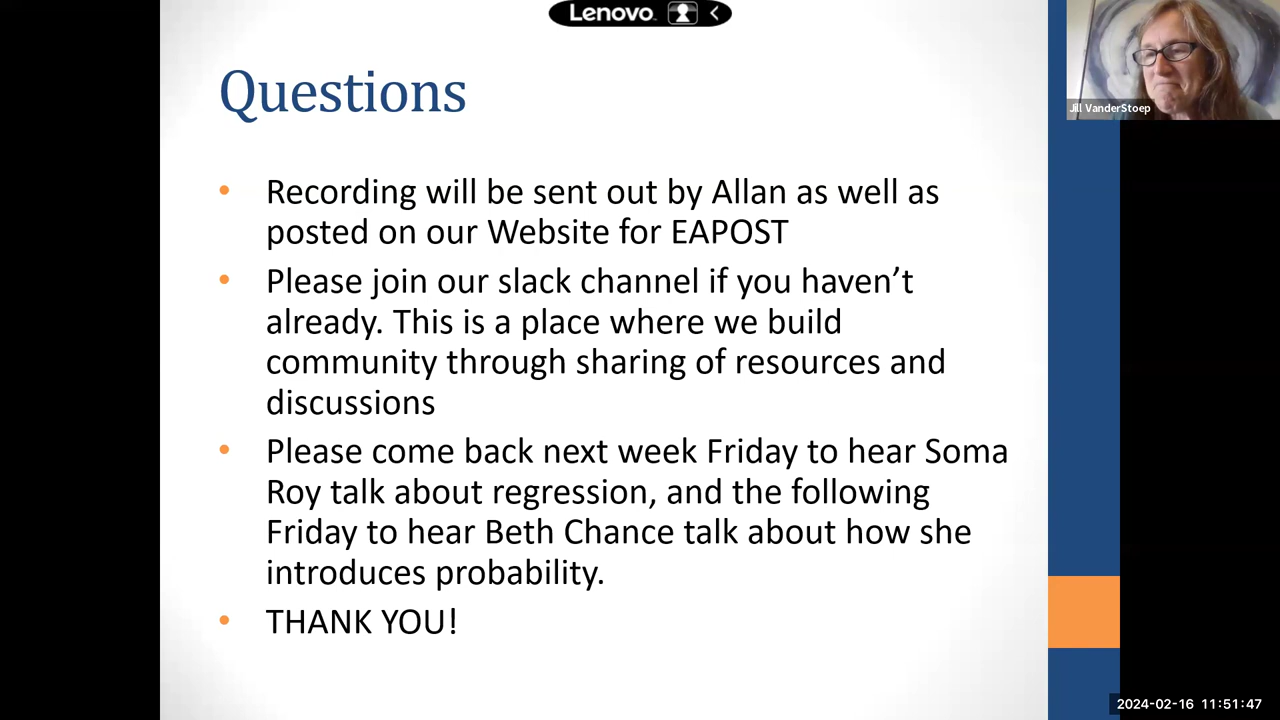 Lenovo
Questions
Jill VanderStoep
• Recording will be sent out by Allan as well as
posted on our Website for EAPOST
• Please join our slack channel if you haven’t
already. This is a place where we build
community through sharing of resources and
discussions
• Please come back next week Friday to hear Soma
Roy talk about regression, and the following
Friday to hear Beth Chance talk about how she
introduces probability.
• THANK YOU!
2024-02-16 11:51:47